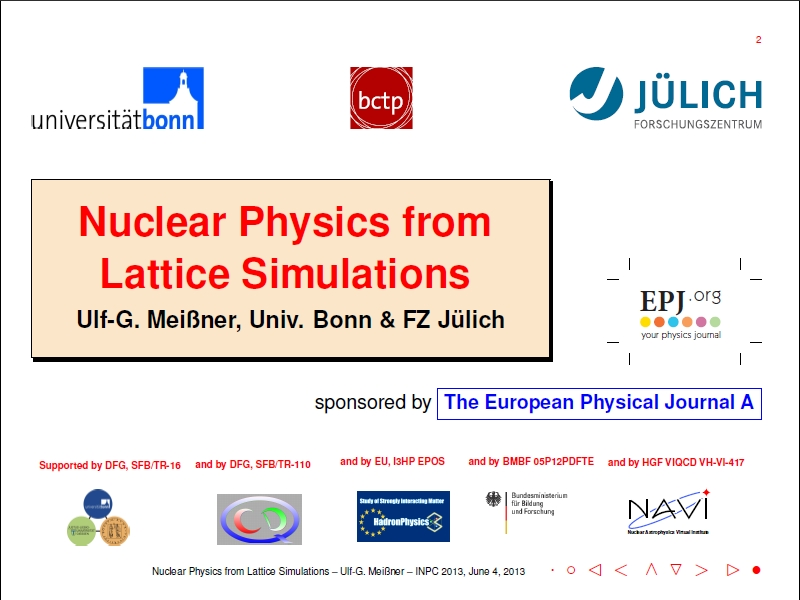 2
universitätbonn
bctp
JÜLICH
FORSCHUNGSZENTRUM
Nuclear Physics from
Lattice Simulations
Ulf-G. Meißner, Univ. Bonn & FZ Jülich
EPJ.org
your physics journal
sponsored by The European Physical Journal A
Supported by DFG, SFB/TR-16
and by DFG, SFB/TR-110
and by EU, I3HP EPOS
and by BMBF 05P12PDFTE
and by HGF VIQCD VH-VI-417
Study of Strongly Interacting Matter
HadronPhysics
Bundesministerium
für Bildung
und Forschung
NAVI
Nuclear Astrophysics Virtual Institute
Nuclear Physics from Lattice Simulations – Ulf-G. Meißner – INPC 2013, June 4, 2013